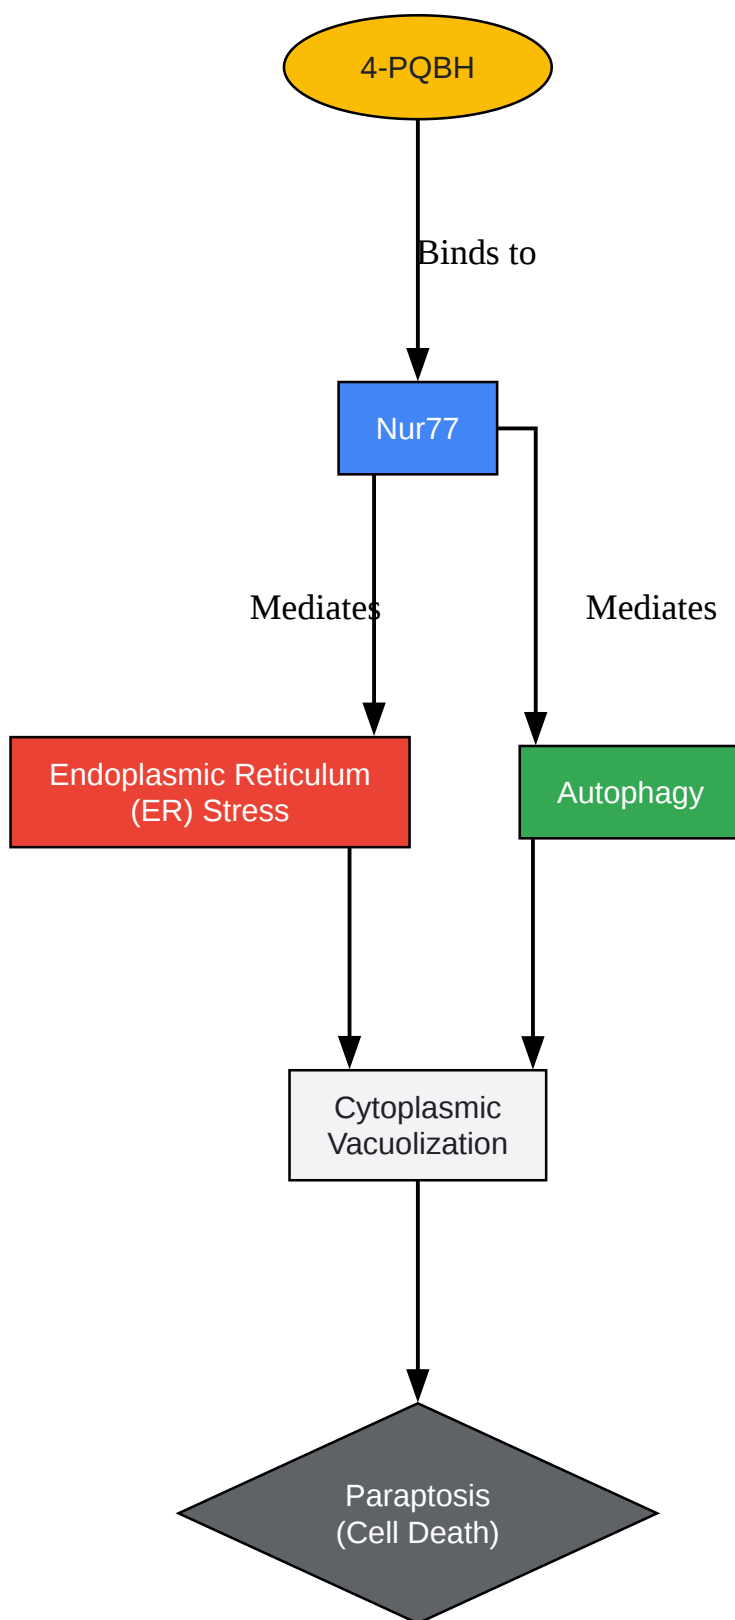 4-PQBH
Binds to
Nur77
Mediates
Mediates
Endoplasmic Reticulum
(ER) Stress
Autophagy
Cytoplasmic
Vacuolization
Paraptosis
(Cell Death)